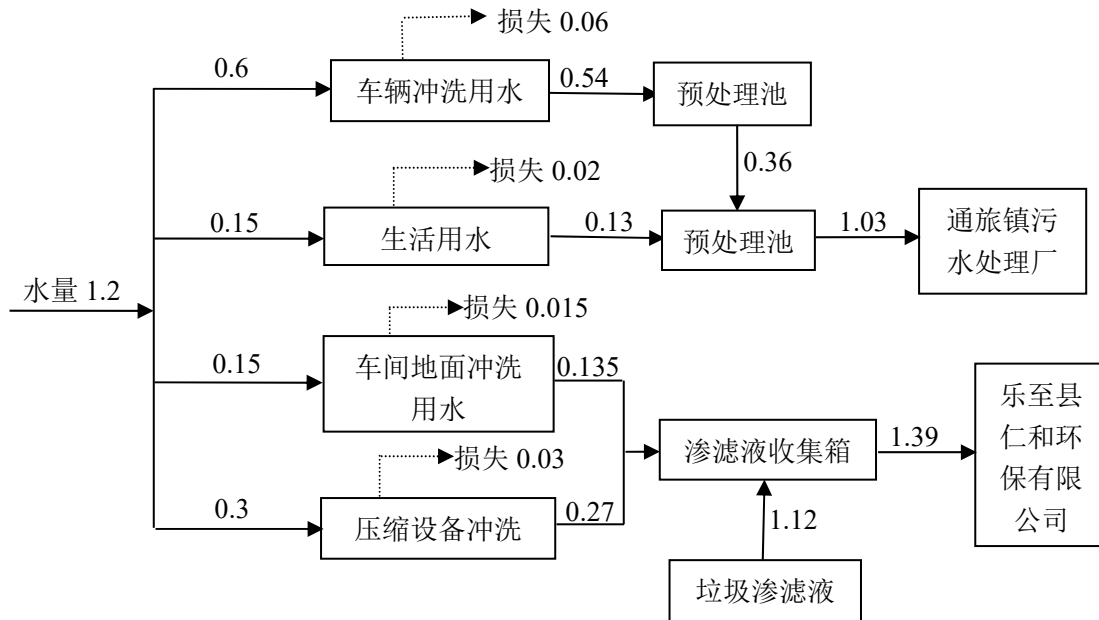 损失 0.06
0.6
车辆冲洗用水
0.54
预处理池
0.36
损失 0.02
0.15
生活用水
0.13
预处理池
1.03
通旅镇污
水处理厂
水量 1.2
损失 0.015
0.15
车间地面冲洗
用水
0.135
损失 0.03
0.3
压缩设备冲洗
0.27
渗滤液收集箱
1.39
乐至县
仁和环
保有限
公司
1.12
垃圾渗滤液